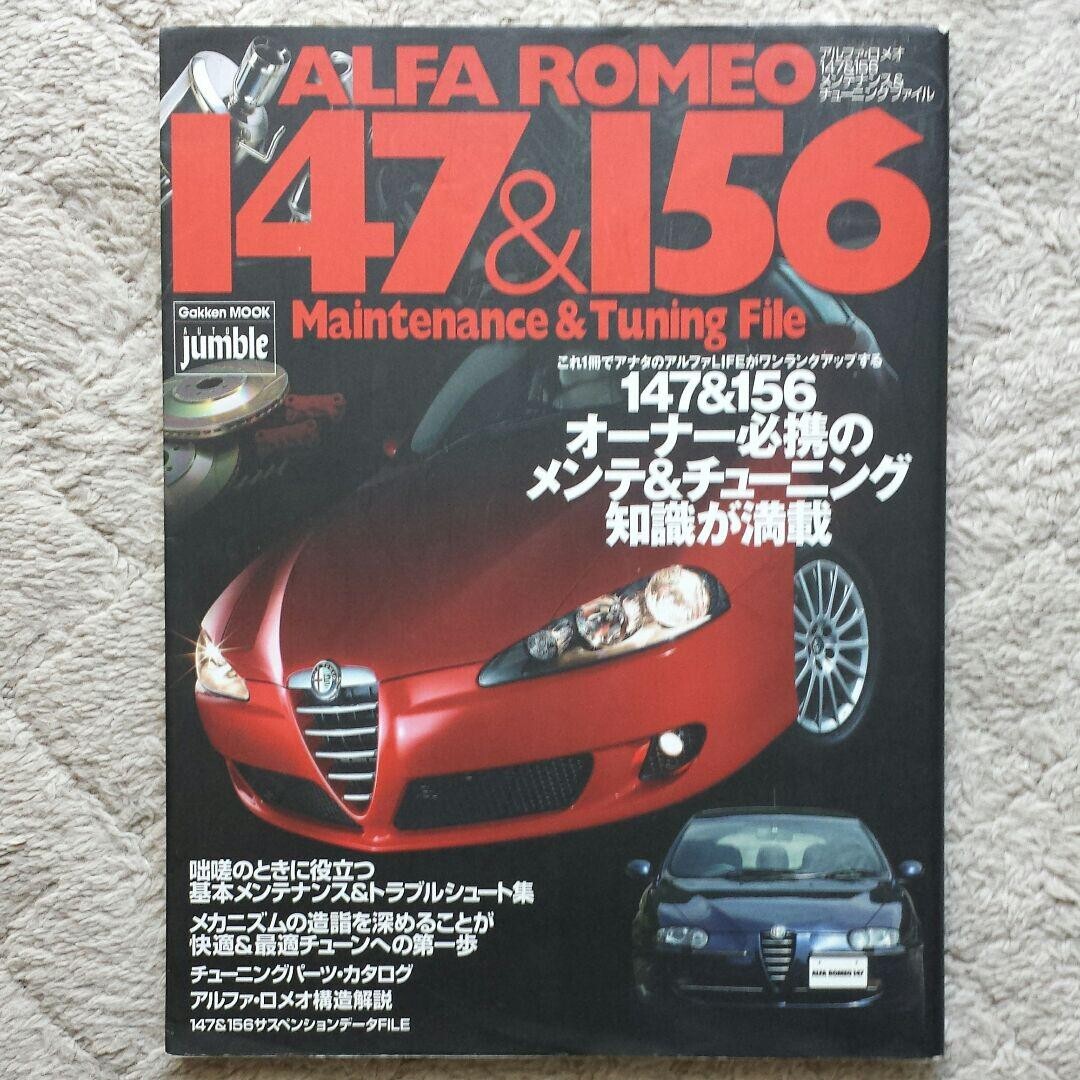 ALFA ROMEO
アルファ・ロメオ
147&156
メンテナンス&
チューニングファイル
147&156
Maintenance & Tuning File
Gakken MOOK
AUTO
jumble
これ1冊でアナタのアルファLIFEがワンランクアップする
147&156
オーナー必携の
メンテ&チューニング
知識が満載
咄嗟のときに役立つ
基本メンテナンス&トラブルシュート集
メカニズムの造詣を深めることが
快適&最適チューンへの第一歩
チューニングパーツ・カタログ
アルファ・ロメオ構造解説
147&156サスペンションデータFILE
ALFA ROMEO 147